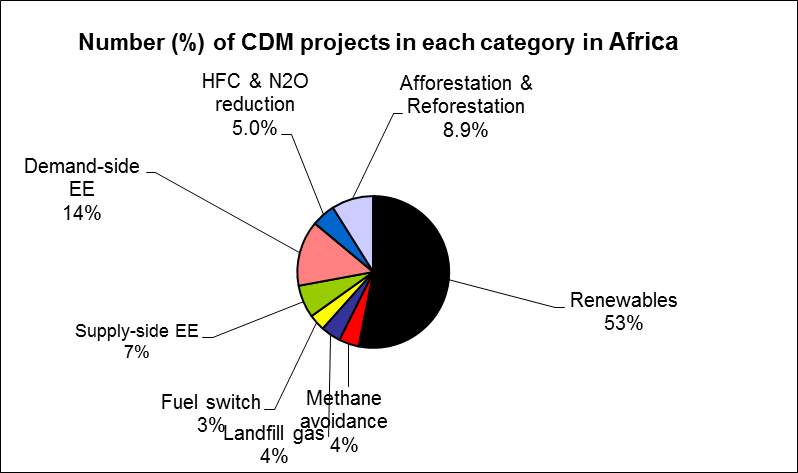 Number (%) of CDM projects in each category in Africa
HFC & N2O
reduction
5.0%
Afforestation &
Reforestation
8.9%
Demand-side
EE
14%
Renewables
53%
Supply-side EE
7%
Fuel switch
3%
Landfill gas
4%
Methane
avoidance
4%